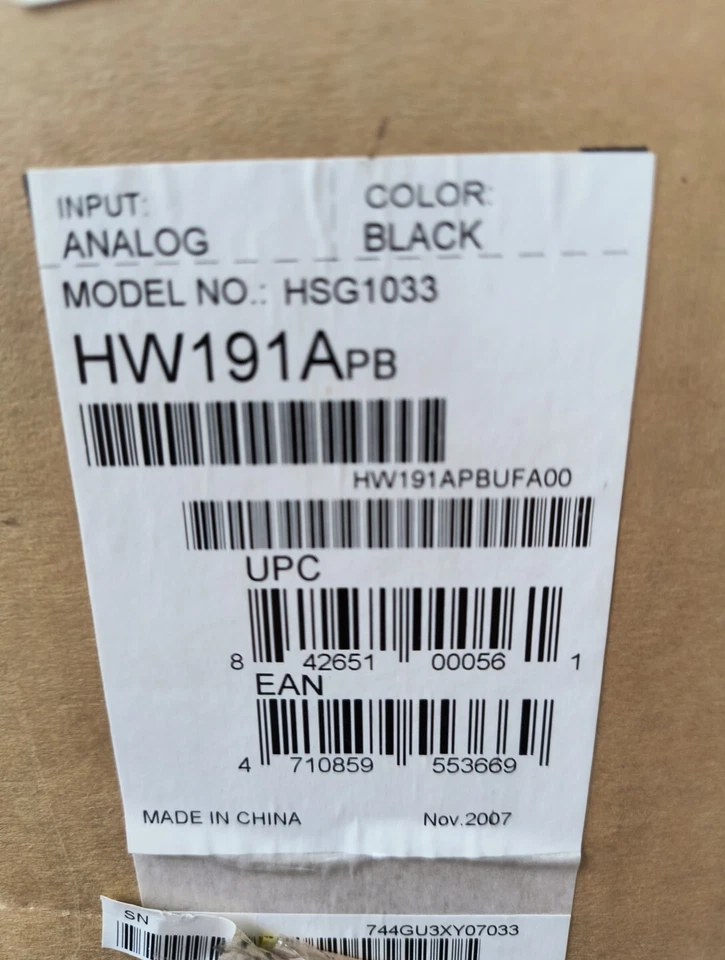 INPUT: COLOR:
ANALOG BLACK
MODEL NO.: HSG1033
HW191APB
HW191APBUFA00
UPC
8 42651 00056 1
EAN
4 710859 553669
MADE IN CHINA Nov.2007
SN
744GU3XY07033